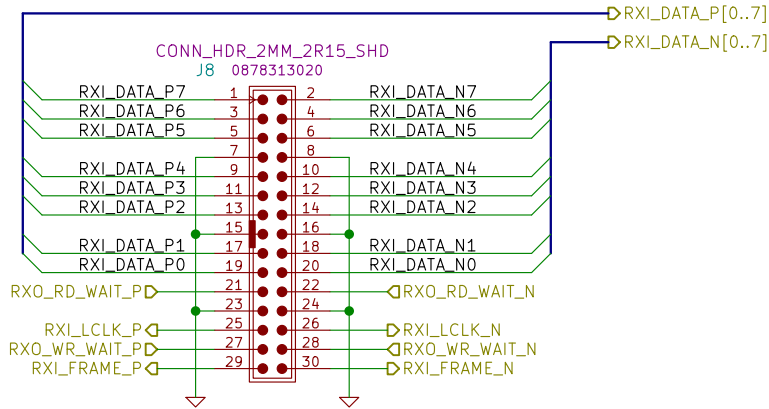 RXI_DATA_P[0..7]
RXI_DATA_N[0..7]
CONN_HDR_2MM_2R15_SHD
J8 0878313020
RXI_DATA_P7 1 2 RXI_DATA_N7
RXI_DATA_P6 3 4 RXI_DATA_N6
RXI_DATA_P5 5 6 RXI_DATA_N5
7 8
RXI_DATA_P4 9 10 RXI_DATA_N4
RXI_DATA_P3 11 12 RXI_DATA_N3
RXI_DATA_P2 13 14 RXI_DATA_N2
15 16
RXI_DATA_P1 17 18 RXI_DATA_N1
RXI_DATA_P0 19 20 RXI_DATA_N0
RXO_RD_WAIT_P 21 22 RXO_RD_WAIT_N
23 24
RXI_LCLK_P 25 26 RXI_LCLK_N
RXO_WR_WAIT_P 27 28 RXO_WR_WAIT_N
RXI_FRAME_P 29 30 RXI_FRAME_N